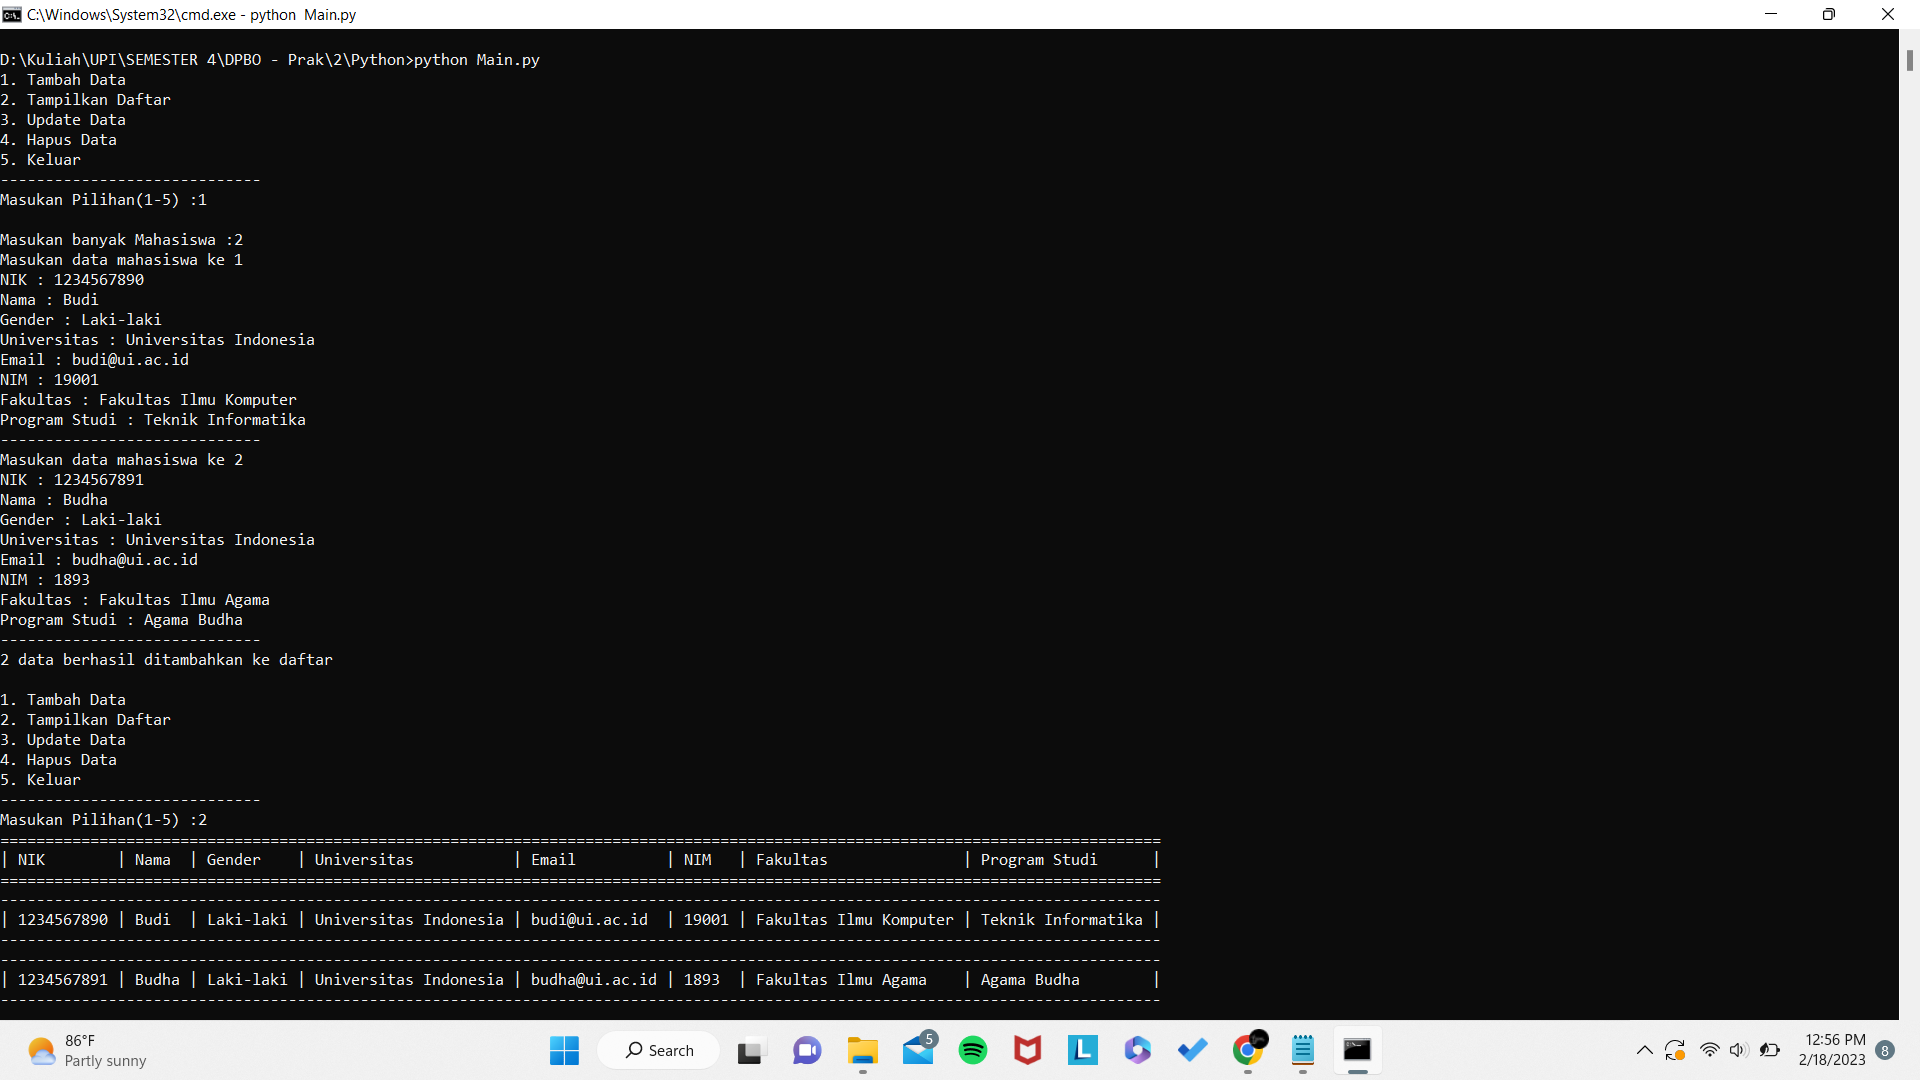 C:\Windows\System32\cmd.exe - python  Main.py
D:\Kuliah\UPI\SEMESTER 4\DPBO - Prak\2\Python>python Main.py
1. Tambah Data
2. Tampilkan Daftar
3. Update Data
4. Hapus Data
5. Keluar
-----------------------------
Masukan Pilihan(1-5) :1
Masukan banyak Mahasiswa :2
Masukan data mahasiswa ke 1
NIK : 1234567890
Nama : Budi
Gender : Laki-laki
Universitas : Universitas Indonesia
Email : budi@ui.ac.id
NIM : 19001
Fakultas : Fakultas Ilmu Komputer
Program Studi : Teknik Informatika
-----------------------------
Masukan data mahasiswa ke 2
NIK : 1234567891
Nama : Budha
Gender : Laki-laki
Universitas : Universitas Indonesia
Email : budha@ui.ac.id
NIM : 1893
Fakultas : Fakultas Ilmu Agama
Program Studi : Agama Budha
-----------------------------
2 data berhasil ditambahkan ke daftar
1. Tambah Data
2. Tampilkan Daftar
3. Update Data
4. Hapus Data
5. Keluar
-----------------------------
Masukan Pilihan(1-5) :2
=================================================================================================================================
| NIK        | Nama  | Gender    | Universitas           | Email          | NIM   | Fakultas               | Program Studi      |
=================================================================================================================================
---------------------------------------------------------------------------------------------------------------------------------
| 1234567890 | Budi  | Laki-laki | Universitas Indonesia | budi@ui.ac.id  | 19001 | Fakultas Ilmu Komputer | Teknik Informatika |
---------------------------------------------------------------------------------------------------------------------------------
---------------------------------------------------------------------------------------------------------------------------------
| 1234567891 | Budha | Laki-laki | Universitas Indonesia | budha@ui.ac.id | 1893  | Fakultas Ilmu Agama    | Agama Budha        |
---------------------------------------------------------------------------------------------------------------------------------
86°F
Partly sunny
Search
5
L
12:56 PM
2/18/2023
8